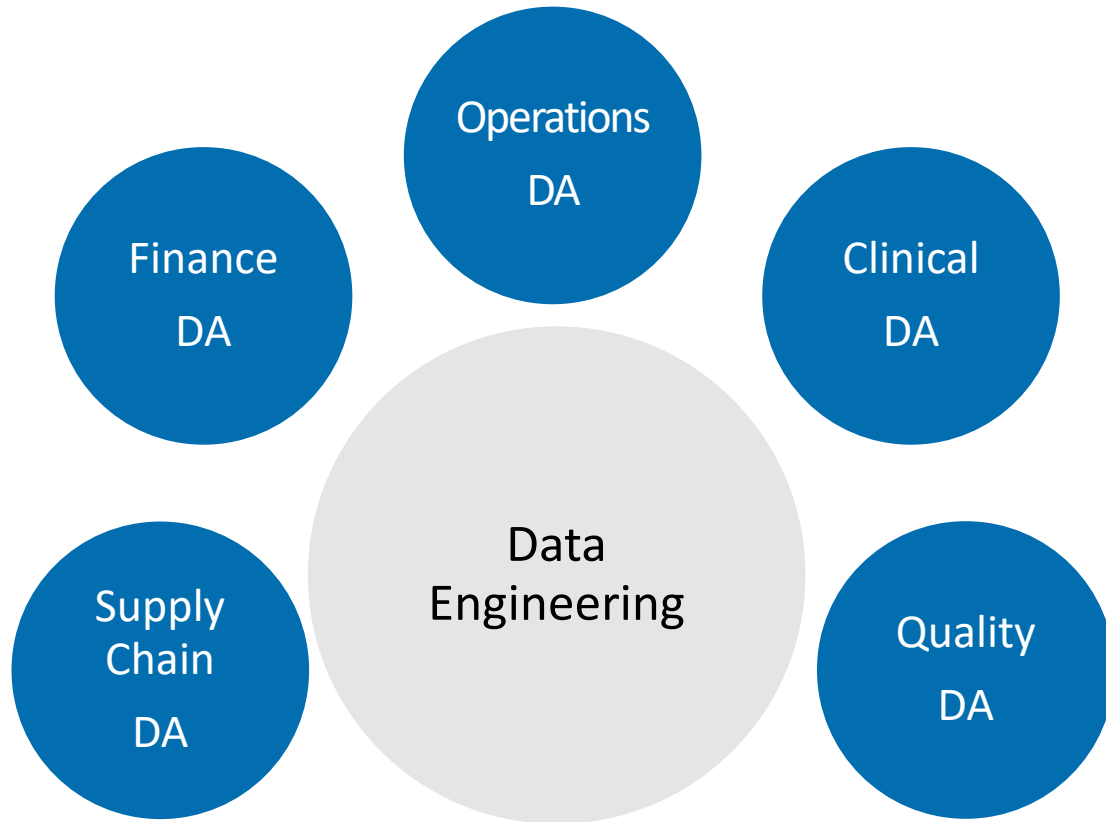 Operations
DA
Finance
DA
Clinical
DA
Data
Engineering
Supply
Chain
DA
Quality
DA